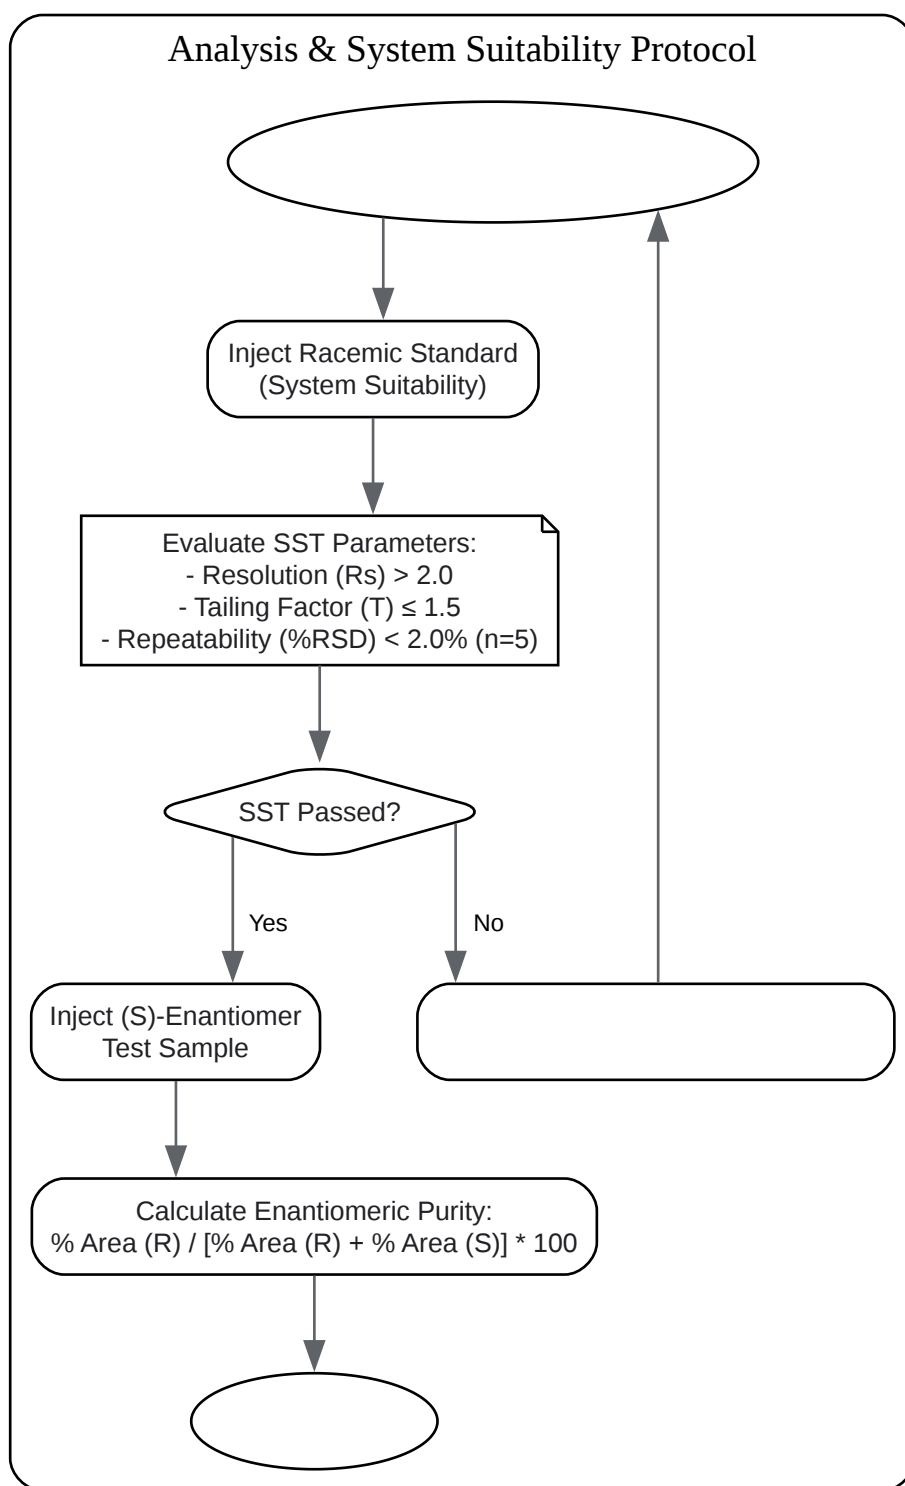 Analysis & System Suitability Protocol
Inject Racemic Standard
(System Suitability)
Evaluate SST Parameters:
- Resolution (Rs) > 2.0
- Tailing Factor (T) ≤ 1.5
- Repeatability (%RSD) < 2.0% (n=5)
SST Passed?
Yes
No
Inject (S)-Enantiomer
Test Sample
Calculate Enantiomeric Purity:
% Area (R) / [% Area (R) + % Area (S)] * 100